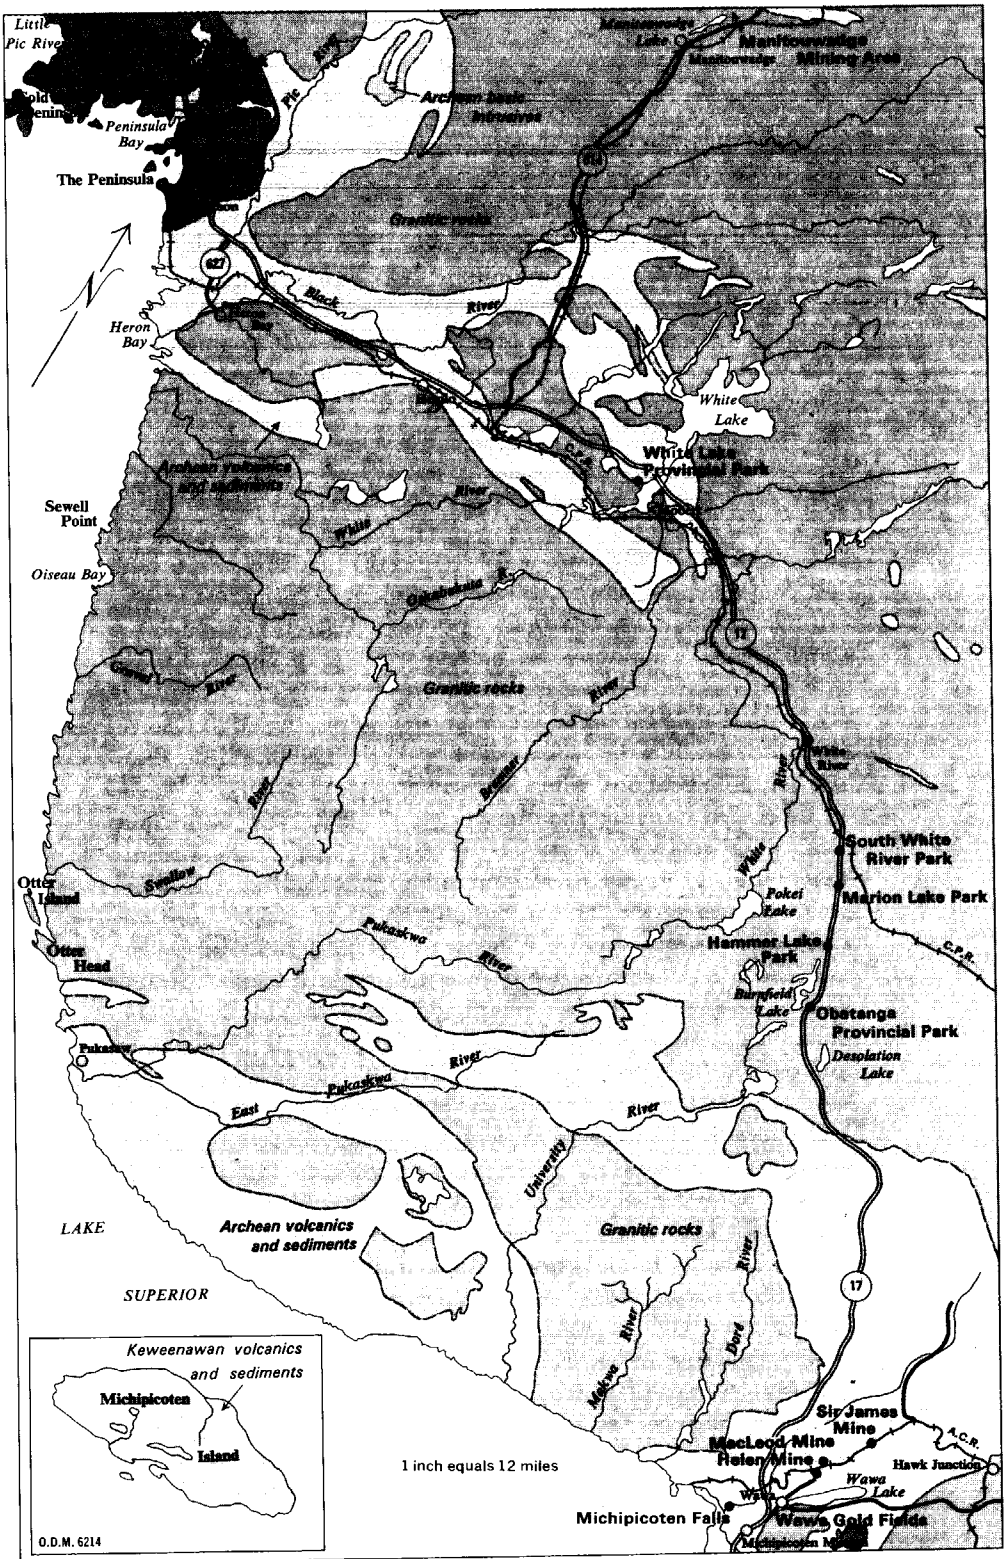 Little
Pic River
Peninsula
Bay
The Peninsula
Pic
River
Archean basic
intrusives
Manitouwadge
Lake
Manitouwadge
Manitouwadge
Mining Area
614
Granitic rocks
627
Black
River
Heron
Bay
White
Lake
White Lake
Provincial Park
C.P.R.
Archean volcanics
and sediments
Sewell
Point
White
River
Oiseau Bay
17
Granitic rocks
River
River
White
River
River
White
South White
River Park
Marion Lake Park
Swallow
River
Otter
Island
Otter
Head
Pokei
Lake
Pukaskwa
River
Hammer Lake
Park
C.P.R.
Obatanga
Provincial Park
Desolation
Lake
River
Pukaskwa
East
River
University
Archean volcanics
and sediments
Granitic rocks
LAKE
SUPERIOR
River
River
Doré
17
Keweenawan volcanics
and sediments
Michipicoten
Island
O.D.M. 6214
1 inch equals 12 miles
Sir James
Mine
MacLeod Mine
Helen Mine
A.C.R.
Hawk Junction
Wawa
Lake
Wawa
Michipicoten Falls
Wawa Gold Fields